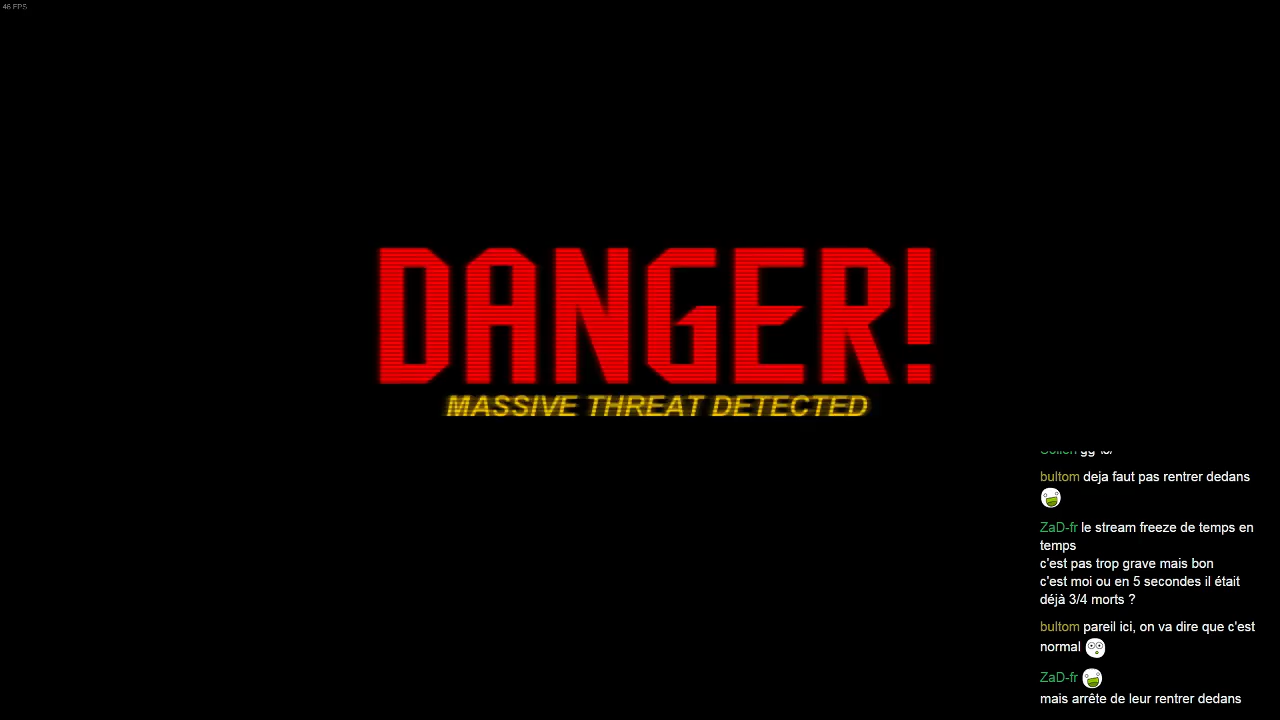 46 FPS
DANGER!
MASSIVE THREAT DETECTED
bultom deja faut pas rentrer dedans
ZaD-fr le stream freeze de temps en
temps
c'est pas trop grave mais bon
c'est moi ou en 5 secondes il était
déjà 3/4 morts ?
bultom pareil ici, on va dire que c'est
normal
ZaD-fr
mais arrête de leur rentrer dedans